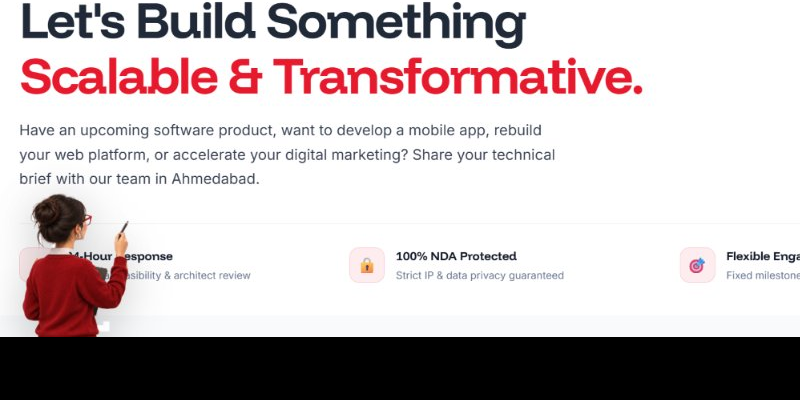 Let's Build Something
Scalable & Transformative.
Have an upcoming software product, want to develop a mobile app, rebuild
your web platform, or accelerate your digital marketing? Share your technical
brief with our team in Ahmedabad.
100% NDA Protected
Strict IP & data privacy guaranteed
Flexible
Fixed
& architect review